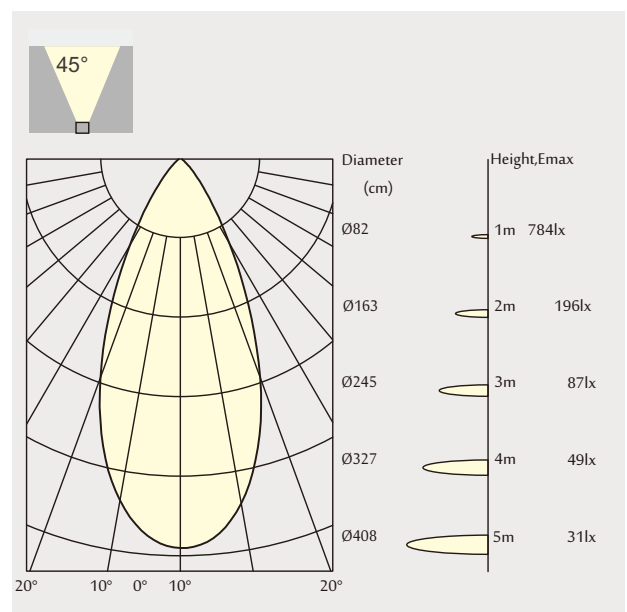 45°
Diameter Height,Emax
(cm)
Ø82 1m 784lx
Ø163 2m 196lx
Ø245 3m 87lx
Ø327 4m 49lx
Ø408 5m 31lx
20° 10° 0° 10° 20°